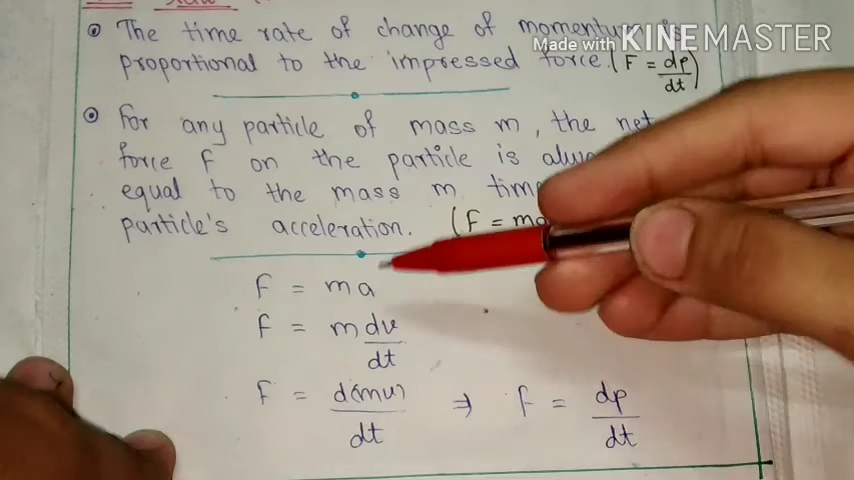 The time rate of change of
Made with KINEMASTER
proportional to the impressed force. (F = dp/dt)
For any particle of mass m, the net
force F on the particle is
equal to the mass m
particle's acceleration. (F = ma
F = ma
F = m dv/dt
F = d(mv)/dt ⇒ F = dp/dt